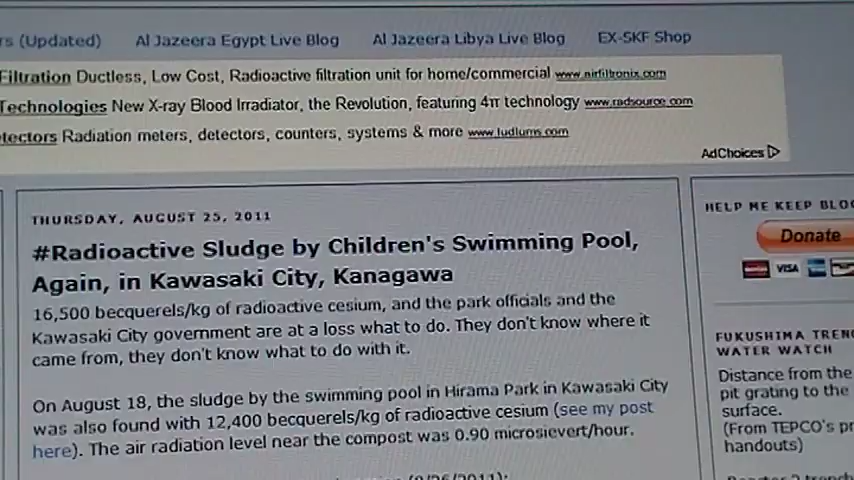 rs (Updated) Al Jazeera Egypt Live Blog Al Jazeera Libya Live Blog EX-SKF Shop
Filtration Ductless, Low Cost, Radioactive filtration unit for home/commercial www.nirfiltronix.com
Technologies New X-ray Blood Irradiator, the Revolution, featuring 4π technology www.radsource.com
etectors Radiation meters, detectors, counters, systems & more www.ludlums.com
AdChoices
THURSDAY, AUGUST 25, 2011
#Radioactive Sludge by Children's Swimming Pool,
Again, in Kawasaki City, Kanagawa
16,500 becquerels/kg of radioactive cesium, and the park officials and the
Kawasaki City government are at a loss what to do. They don't know where it
came from, they don't know what to do with it.
On August 18, the sludge by the swimming pool in Hirama Park in Kawasaki City
was also found with 12,400 becquerels/kg of radioactive cesium (see my post
here). The air radiation level near the compost was 0.90 microsievert/hour.
HELP ME KEEP BLO
Donate
VISA
FUKUSHIMA TREN
WATER WATCH
Distance from the
pit grating to the
surface.
(From TEPCO's pr
handouts)